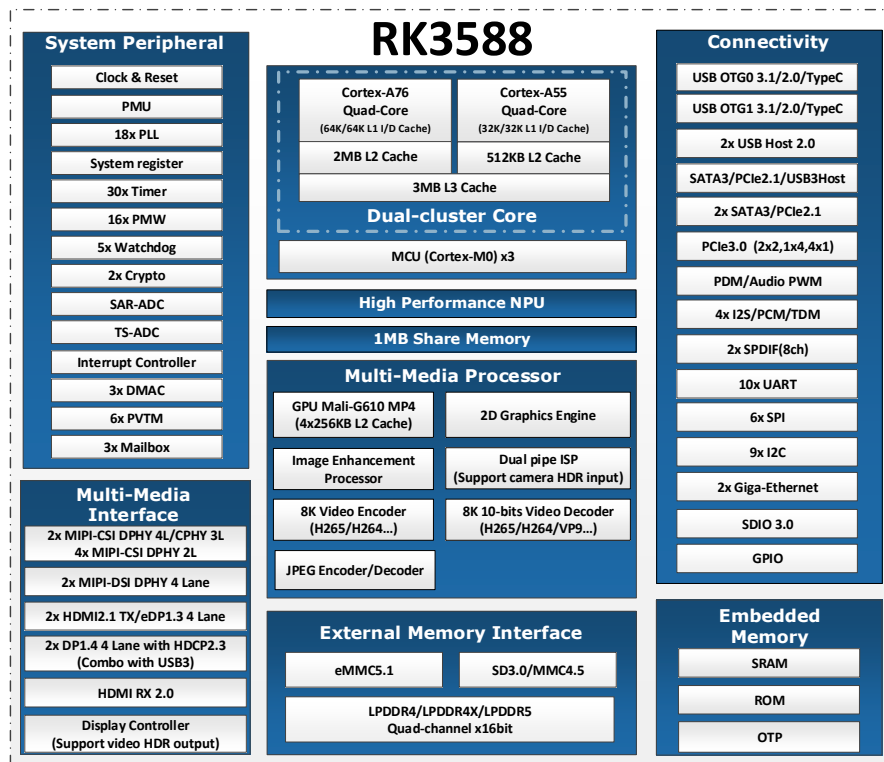 RK3588
System Peripheral
Clock & Reset
PMU
18x PLL
System register
30x Timer
16x PMW
5x Watchdog
2x Crypto
SAR-ADC
TS-ADC
Interrupt Controller
3x DMAC
6x PVTM
3x Mailbox
Multi-Media
Interface
2x MIPI-CSI DPHY 4L/CPHY 3L
4x MIPI-CSI DPHY 2L
2x MIPI-DSI DPHY 4 Lane
2x HDMI2.1 TX/eDP1.3 4 Lane
2x DP1.4 4 Lane with HDCP2.3
(Combo with USB3)
HDMI RX 2.0
Display Controller
(Support video HDR output)
Cortex-A76
Quad-Core
(64K/64K L1 I/D Cache)
2MB L2 Cache
Cortex-A55
Quad-Core
(32K/32K L1 I/D Cache)
512KB L2 Cache
3MB L3 Cache
Dual-cluster Core
MCU (Cortex-M0) x3
High Performance NPU
1MB Share Memory
Multi-Media Processor
GPU Mali-G610 MP4
(4x256KB L2 Cache)
2D Graphics Engine
Image Enhancement
Processor
Dual pipe ISP
(Support camera HDR input)
8K Video Encoder
(H265/H264...)
8K 10-bits Video Decoder
(H265/H264/VP9...)
JPEG Encoder/Decoder
External Memory Interface
eMMC5.1
SD3.0/MMC4.5
LPDDR4/LPDDR4X/LPDDR5
Quad-channel x16bit
Connectivity
USB OTG0 3.1/2.0/TypeC
USB OTG1 3.1/2.0/TypeC
2x USB Host 2.0
SATA3/PCIe2.1/USB3Host
2x SATA3/PCIe2.1
PCIe3.0 (2x2,1x4,4x1)
PDM/Audio PWM
4x I2S/PCM/TDM
2x SPDIF(8ch)
10x UART
6x SPI
9x I2C
2x Giga-Ethernet
SDIO 3.0
GPIO
Embedded
Memory
SRAM
ROM
OTP